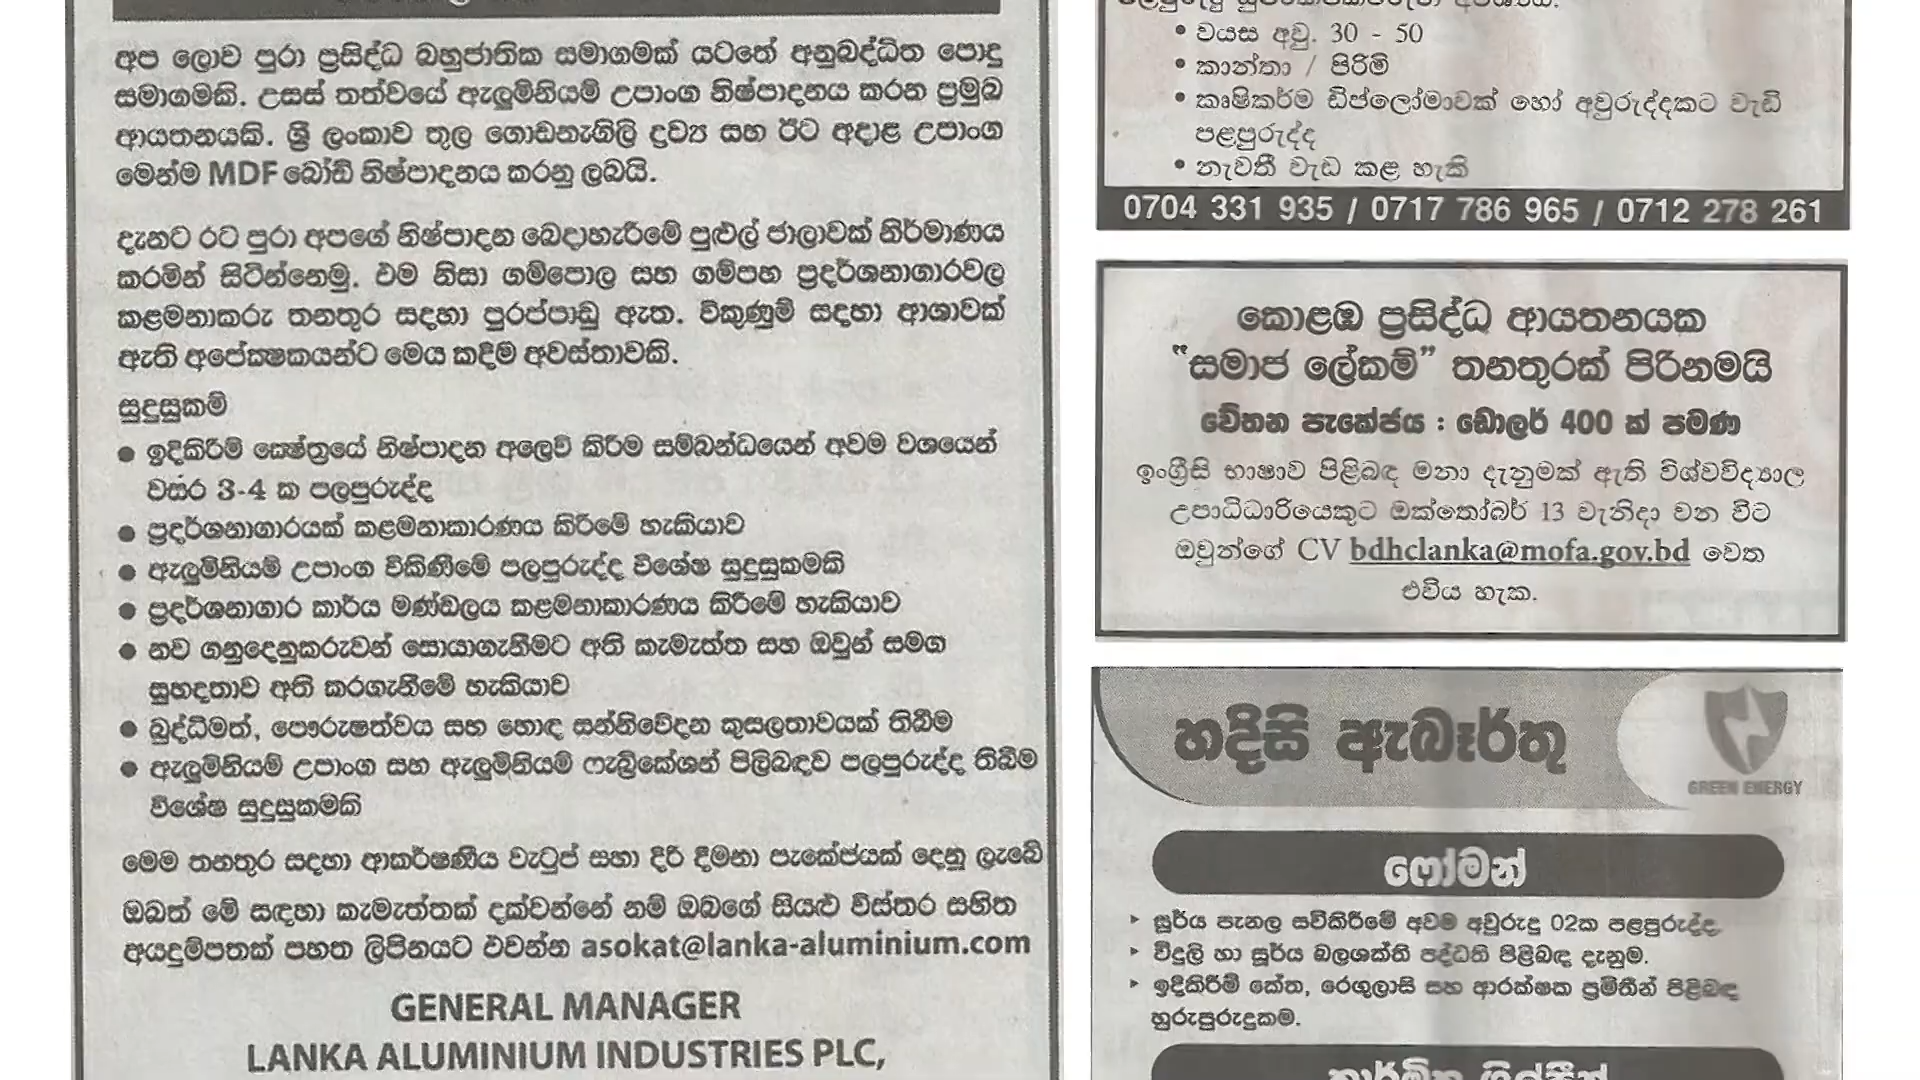 අප ලොව පුරා ප්‍රසිද්ධ බහුජාතික සමාගමක් යටතේ අනුබද්ධිත පොදු
සමාගමකි. උසස් තත්වයේ ඇලුමිනියම් උපාංග නිෂ්පාදනය කරන ප්‍රමුඛ
ආයතනයකි. ශ්‍රී ලංකාව තුල ගොඩනැගිලි ද්‍රව්‍ය සහ ඊට අදාළ උපාංග
මෙන්ම MDF බෝඩ් නිෂ්පාදනය කරනු ලබයි.
දැනට රට පුරා අපගේ නිෂ්පාදන බෙදාහැරීමේ පුළුල් ජාලාවක් නිර්මාණය
කරමින් සිටින්නෙමු. එම නිසා ගම්පොල සහ ගම්පහ ප්‍රදර්ශනාගාරවල
කළමනාකරු තනතුර සඳහා පුරප්පාඩු ඇත. විකුණුම් සඳහා ආශාවක්
ඇති අපේක්‍ෂකයන්ට මෙය කදිම අවස්තාවකි.
සුදුසුකම්
● ඉදිකිරිම් ක්‍ෂේත්‍රයේ නිෂ්පාදන අලෙවි කිරිම සම්බන්ධයෙන් අවම වශයෙන්
වසර 3-4 ක පලපුරුද්ද
● ප්‍රදර්ශනාගාරයක් කළමනාකාරණය කිරීමේ හැකියාව
● ඇලුමිනියම් උපාංග විකිණීමේ පලපුරුද්ද විශේෂ සුදුසුකමකි
● ප්‍රදර්ශනාගාර කාර්ය මණ්ඩලය කළමනාකාරණය කිරීමේ හැකියාව
● නව ගනුදෙනුකරුවන් සොයාගැනීමට අති කැමැත්ත සහ ඔවුන් සමග
සුහදතාව අති කරගැනීමේ හැකියාව
● බුද්ධිමත්, පෞරුෂත්වය සහ හොඳ සන්නිවේදන කුසලතාවයක් තිබීම
● ඇලුමිනියම් උපාංග සහ ඇලුමිනියම් ෆැබ්‍රිකේශන් පිලිබඳව පලපුරුද්ද තිබීම
විශේෂ සුදුසුකමකි
මෙම තනතුර සඳහා ආකර්ෂණීය වැටුප් සහා දිරි දීමනා පැකේජයක් දෙනු ලැබේ
ඔබත් මේ සඳහා කැමැත්තක් දක්වන්නේ නම් ඔබගේ සියළු විස්තර සහිත
අයදුම්පතක් පහත ලිපිනයට එවන්න asokat@lanka-aluminium.com
GENERAL MANAGER
LANKA ALUMINIUM INDUSTRIES PLC,
• වයස අවු. 30 - 50
• කාන්තා / පිරිමි
• කෘෂිකර්ම ඩිප්ලෝමාවක් හෝ අවුරුද්දකට වැඩි
පළපුරුද්ද
• නැවතී වැඩ කළ හැකි
0704 331 935 / 0717 786 965 / 0712 278 261
කොළඹ ප්‍රසිද්ධ ආයතනයක
“සමාජ ලේකම්” තනතුරක් පිරිනමයි
වේතන පැකේජය : ඩොලර් 400 ක් පමණ
ඉංග්‍රීසි භාෂාව පිළිබඳ මනා දැනුමක් ඇති විශ්වවිද්‍යාල
උපාධිධාරියෙකුට ඔක්තෝබර් 13 වැනිදා වන විට
ඔවුන්ගේ CV bdhclanka@mofa.gov.bd වෙත
එවිය හැක.
හදිසි ඇබෑර්තු
GREEN ENERGY
ෆෝමන්
▸ සූර්ය පැනල සවිකිරීමේ අවම අවුරුදු 02ක පළපුරුද්ද,
▸ විදුලි හා සූර්ය බලශක්ති පද්ධති පිළිබඳ දැනුම.
▸ ඉදිකිරීම් කේත, රෙගුලාසි සහ ආරක්ෂක ප්‍රමිතීන් පිළිබඳ
හුරුපුරුදුකම.